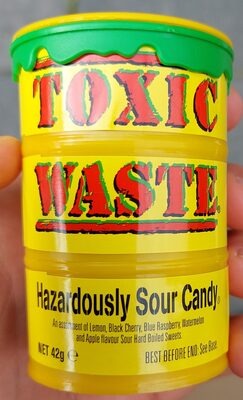 TOXIC
WASTE®
Hazardously Sour Candy®
An assortment of Lemon, Black Cherry, Blue Raspberry, Watermelon
and Apple flavour Sour Hard Boiled Sweets.
NET 42g ℮
BEST BEFORE END: See Base.